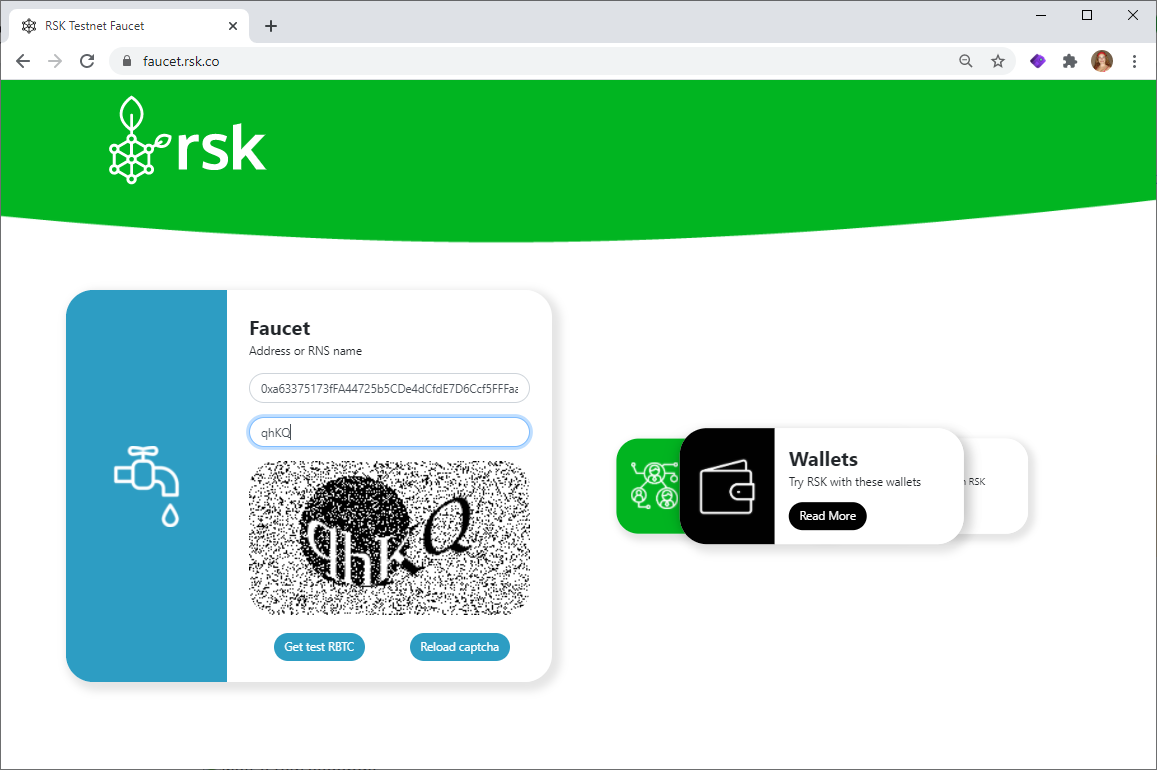 RSK Testnet Faucet
faucet.rsk.co
rsk
Faucet
Address or RNS name
0xa63375173fFA44725b5CDe4dCfdE7D6Ccf5FFFaa
qhKQ
qhKQ
Get test RBTC
Reload captcha
Wallets
Try RSK with these wallets
Read More
RSK